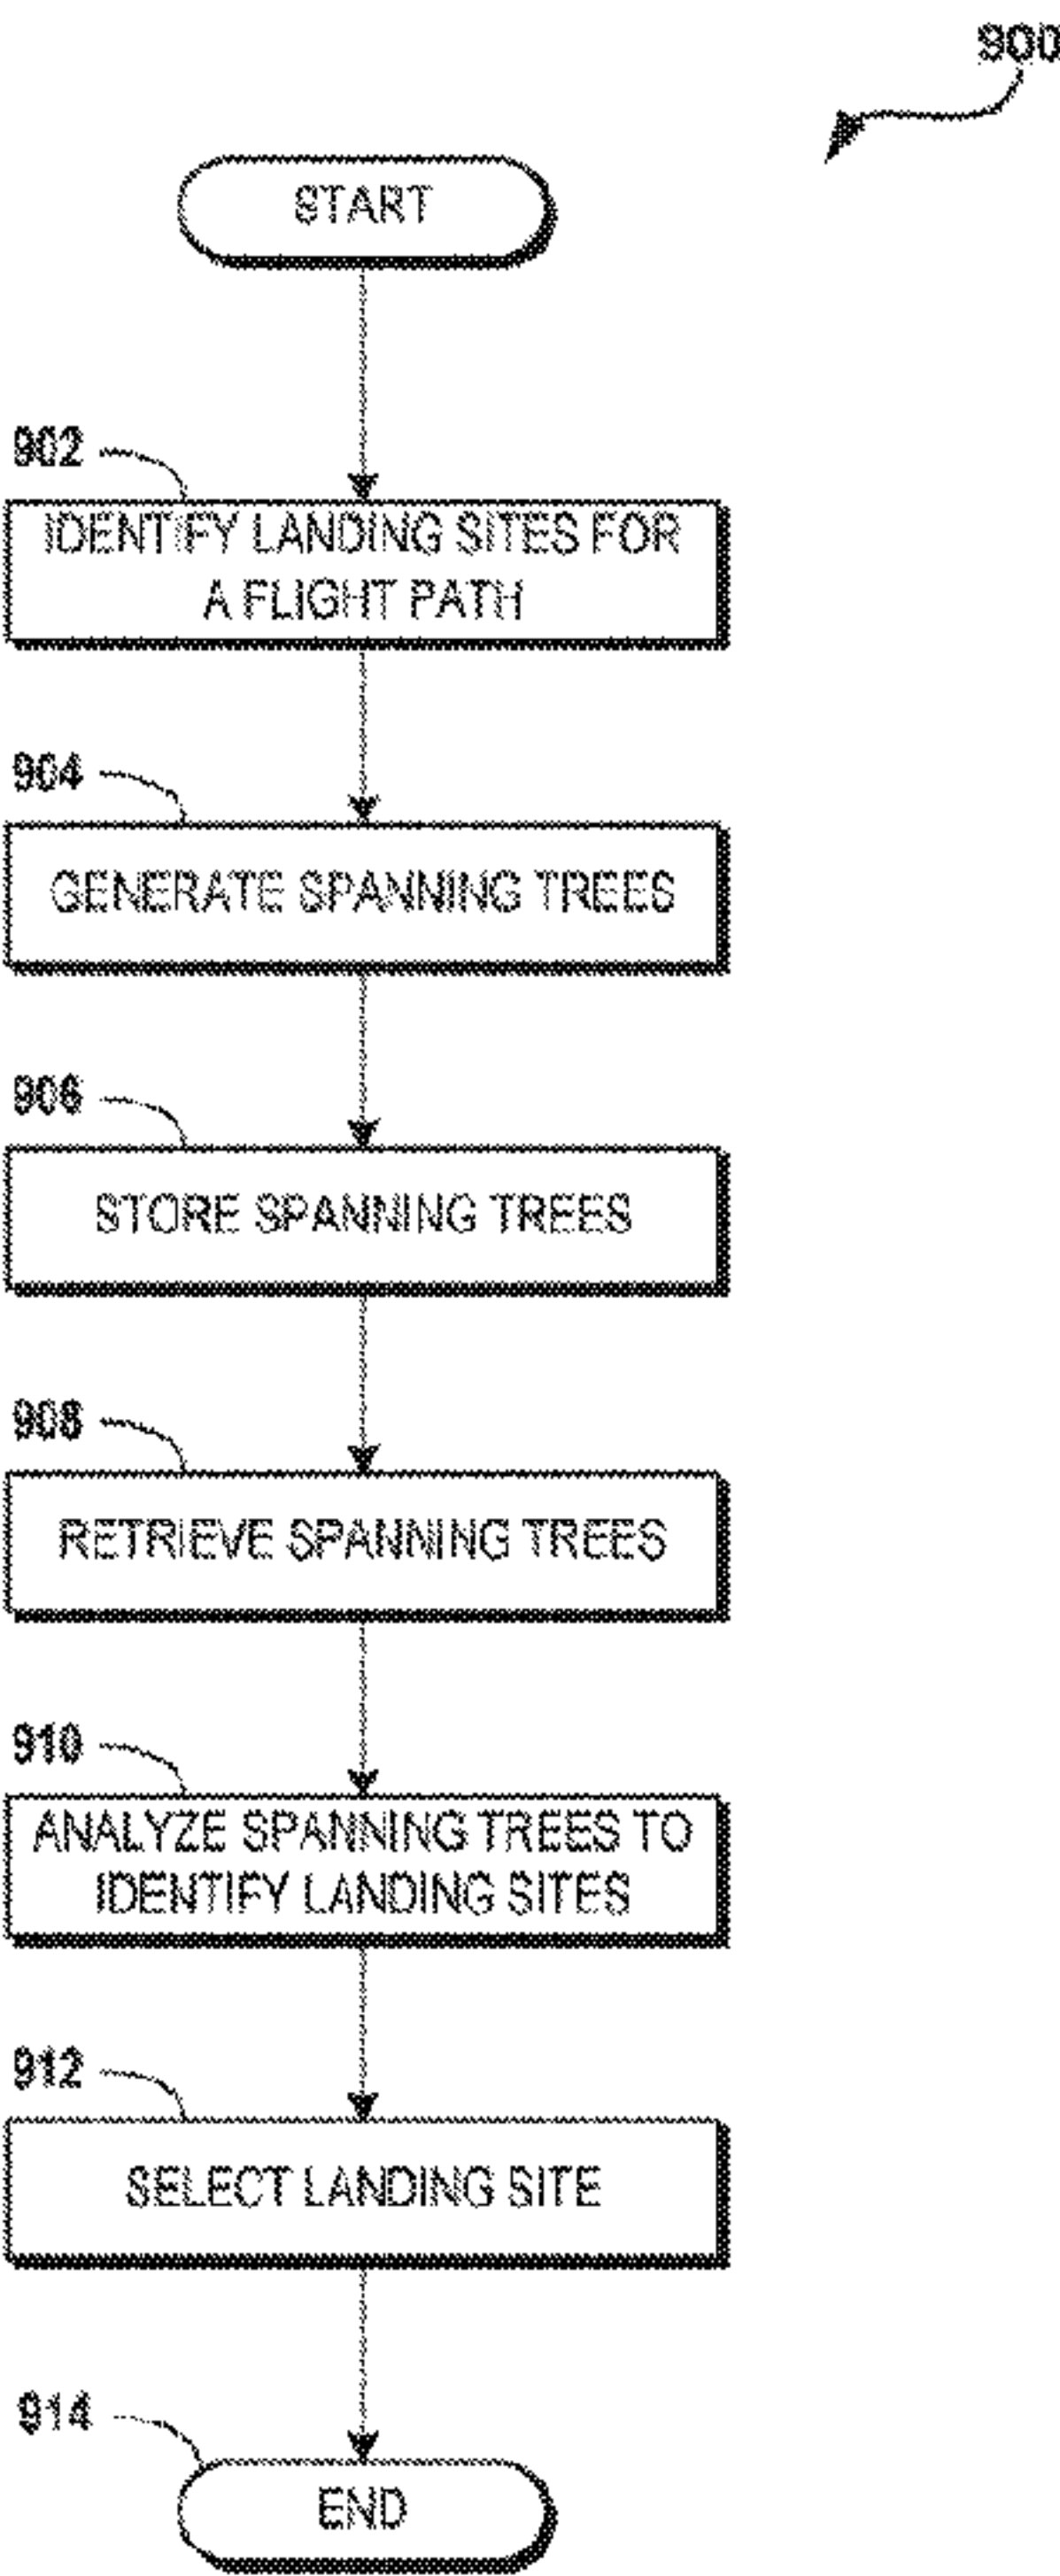 900
START
902
IDENTIFY LANDING SITES FOR
A FLIGHT PATH
904
GENERATE SPANNING TREES
906
STORE SPANNING TREES
908
RETRIEVE SPANNING TREES
910
ANALYZE SPANNING TREES TO
IDENTIFY LANDING SITES
912
SELECT LANDING SITE
914
END